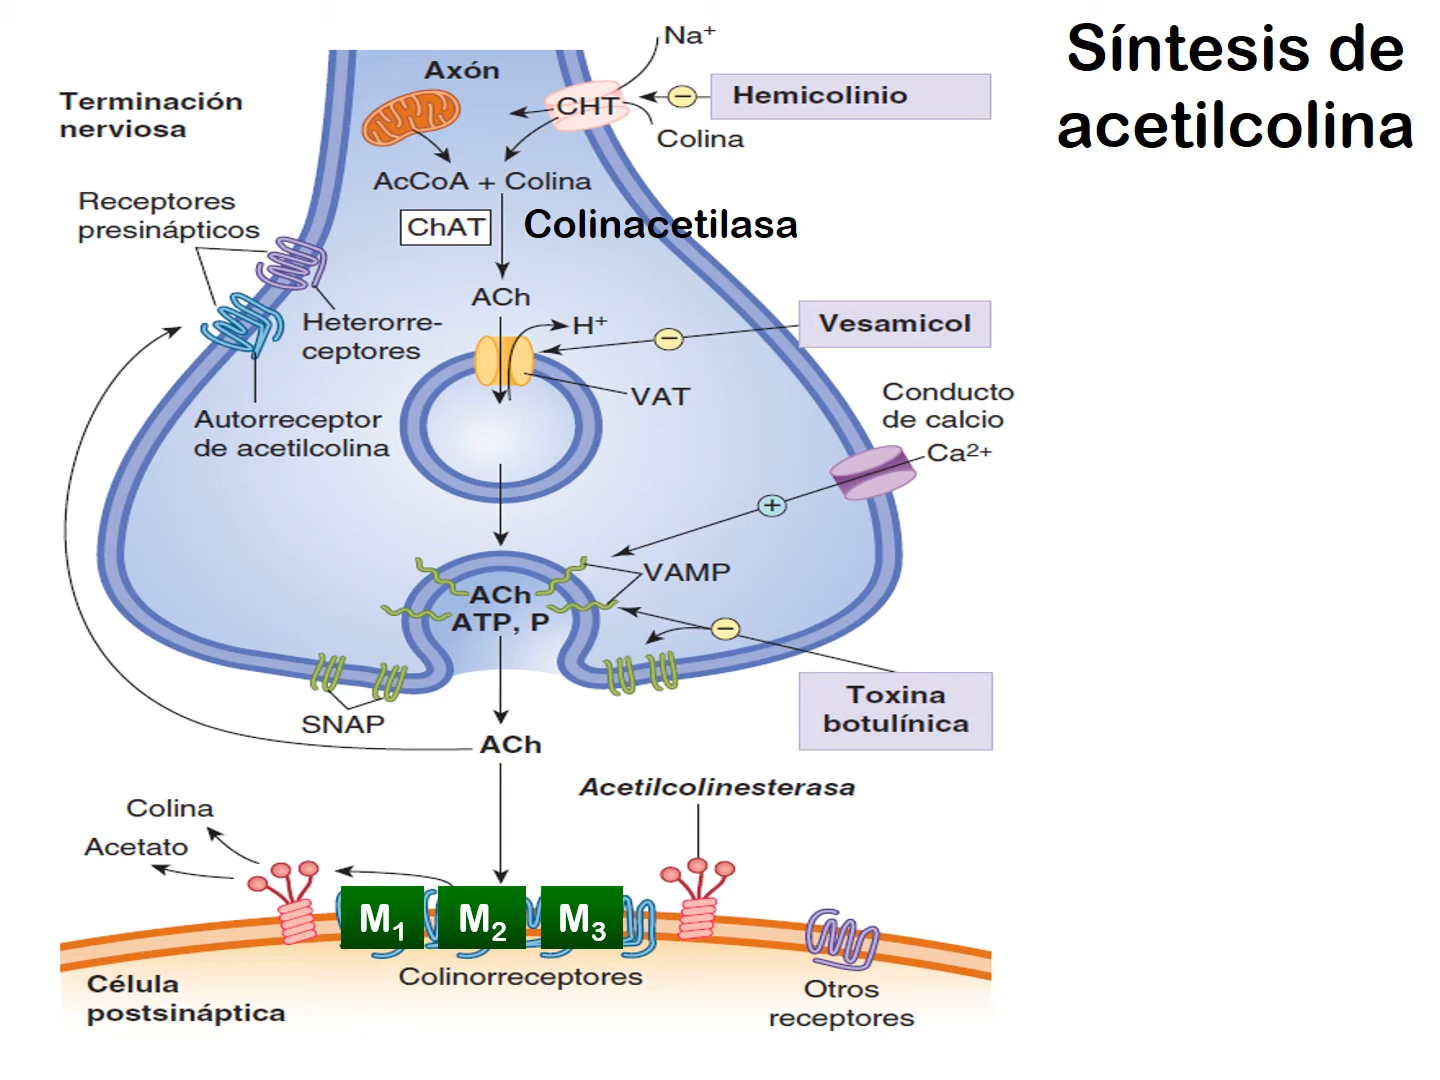 Síntesis de
acetilcolina
Na+
Axón
Hemicolinio
Terminación
nerviosa
CHT
Colina
AcCoA + Colina
Receptores
presinápticos
ChAT
Colinacetilasa
ACh
H+
Vesamicol
Heterorre-
ceptores
VAT
Conducto
de calcio
Ca2+
Autorreceptor
de acetilcolina
+
VAMP
ACh
ATP, P
Toxina
botulínica
SNAP
ACh
Acetilcolinesterasa
Colina
Acetato
M1 M2 M3
Colinorreceptores
Célula
postsináptica
Otros
receptores